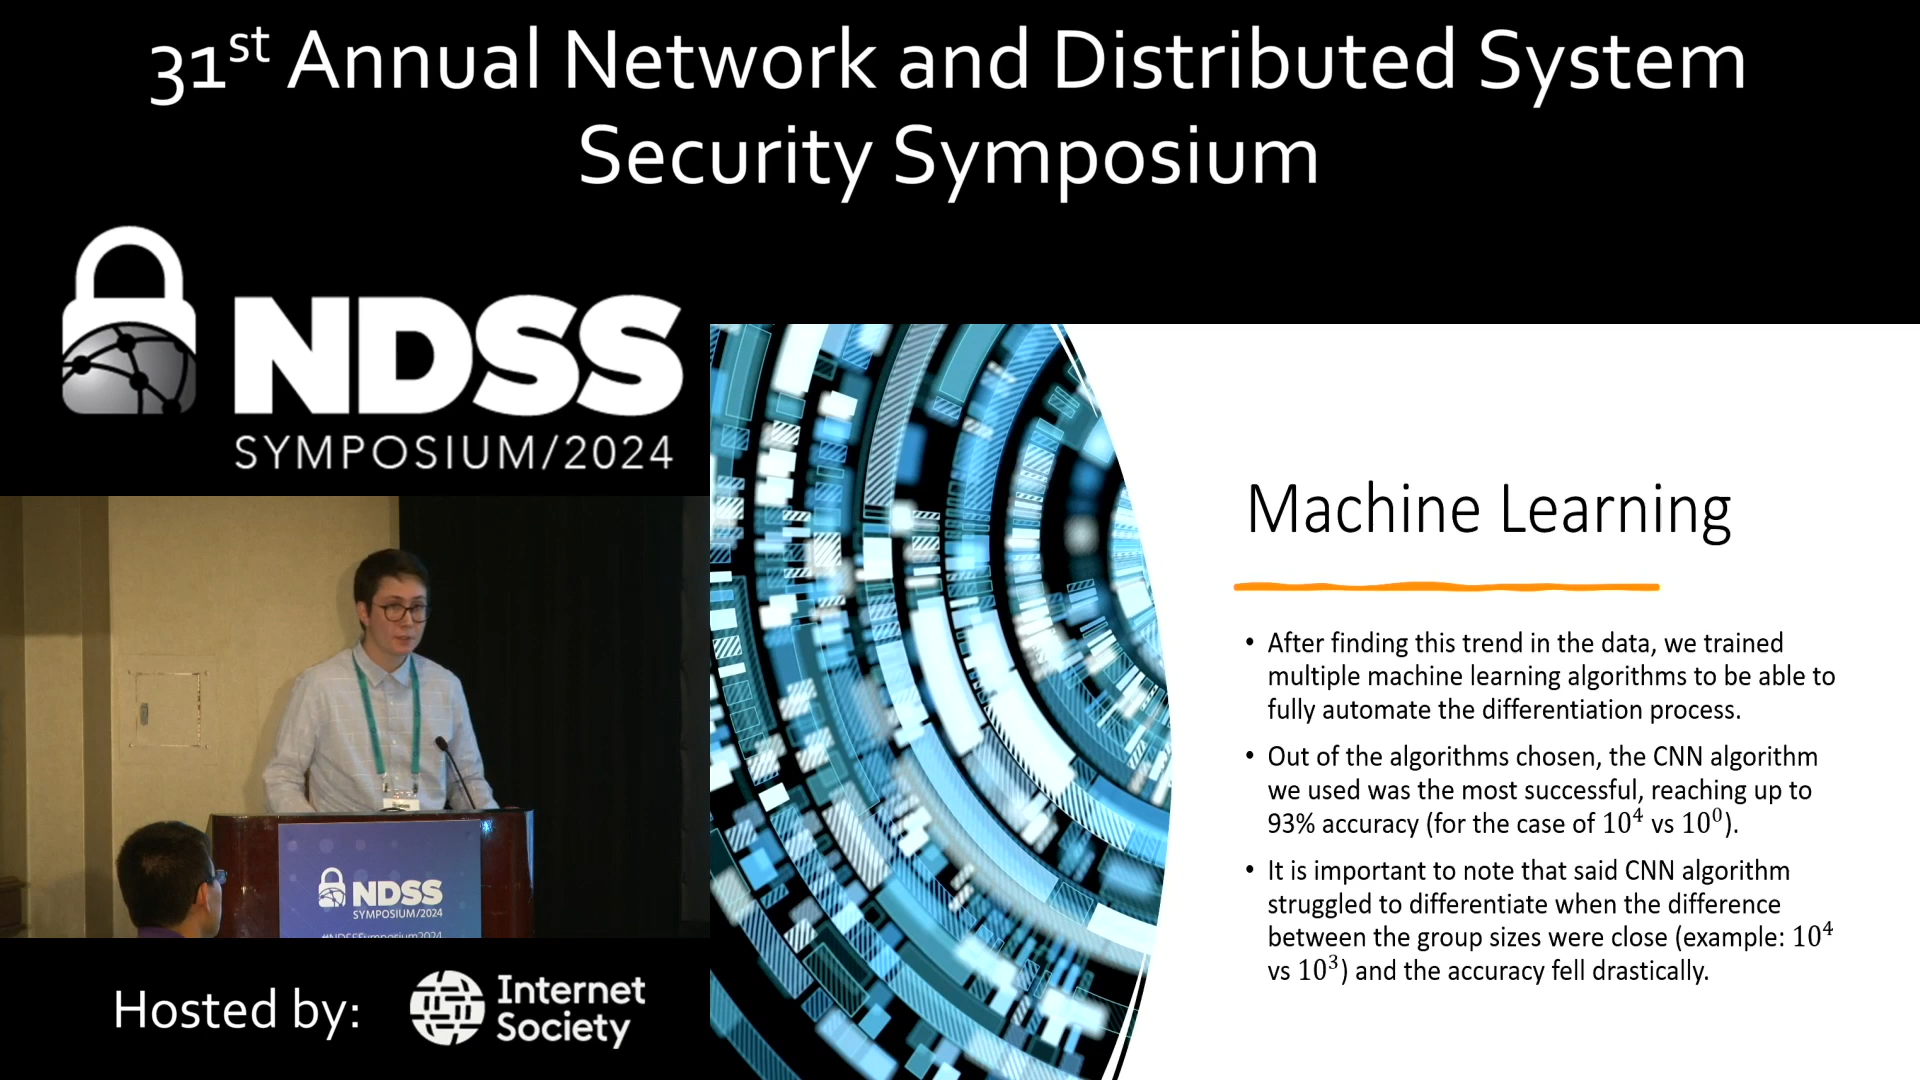 31st Annual Network and Distributed System
Security Symposium
NDSS
SYMPOSIUM/2024
Machine Learning
• After finding this trend in the data, we trained
multiple machine learning algorithms to be able to
fully automate the differentiation process.
• Out of the algorithms chosen, the CNN algorithm
we used was the most successful, reaching up to
93% accuracy (for the case of 10⁴ vs 10⁰).
• It is important to note that said CNN algorithm
struggled to differentiate when the difference
between the group sizes were close (example: 10⁴
vs 10³) and the accuracy fell drastically.
NDSS
SYMPOSIUM/2024
#NDSSSymposium2024
Hosted by:
Internet
Society